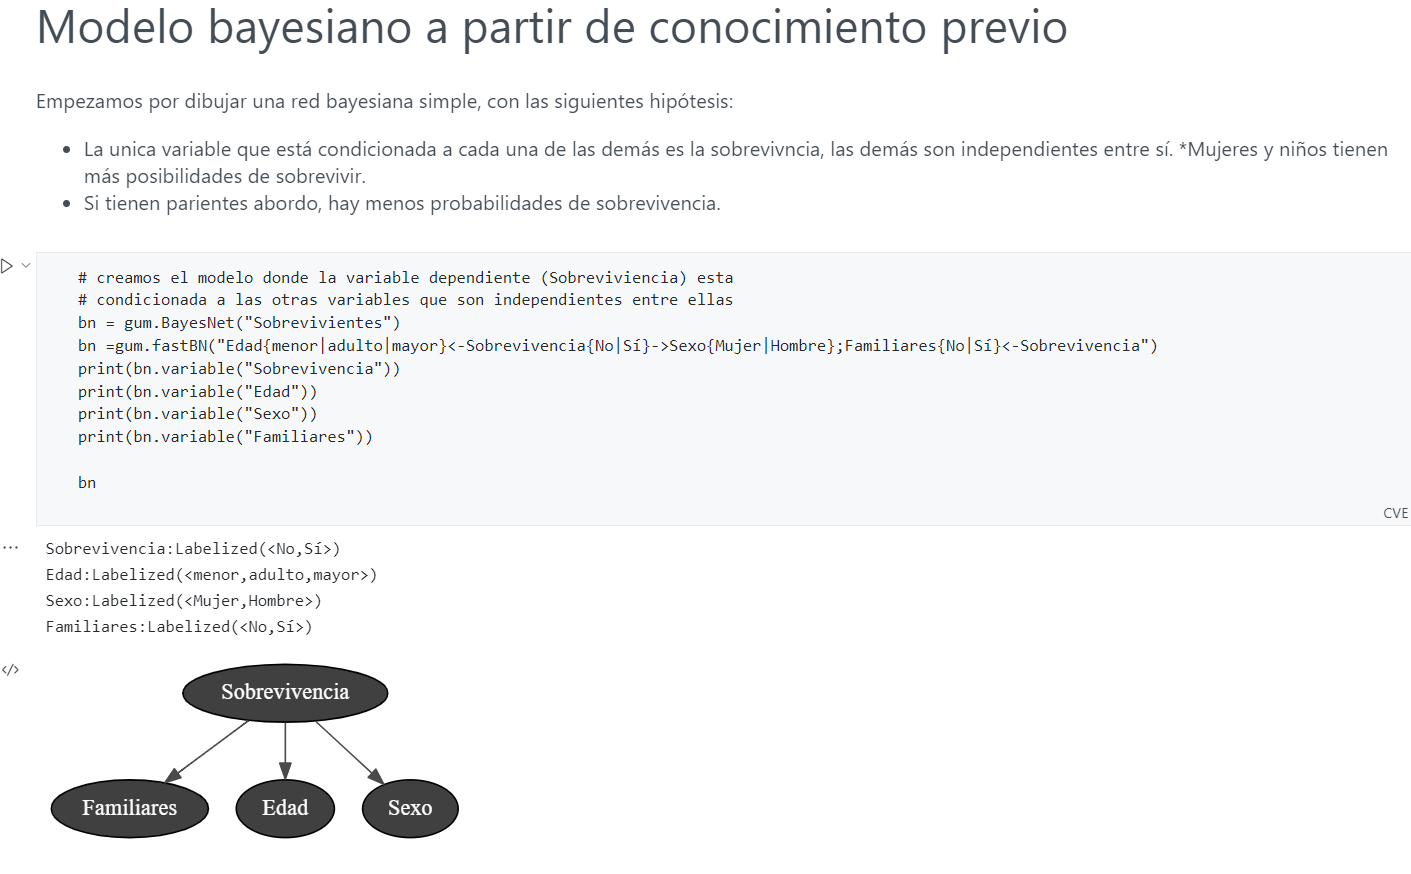 Modelo bayesiano a partir de conocimiento previo
Empezamos por dibujar una red bayesiana simple, con las siguientes hipótesis:
• La unica variable que está condicionada a cada una de las demás es la sobrevivncia, las demás son independientes entre sí. *Mujeres y niños tienen
más posibilidades de sobrevivir.
• Si tienen parientes abordo, hay menos probabilidades de sobrevivencia.
# creamos el modelo donde la variable dependiente (Sobreviviencia) esta
# condicionada a las otras variables que son independientes entre ellas
bn = gum.BayesNet("Sobrevivientes")
bn =gum.fastBN("Edad{menor|adulto|mayor}<-Sobrevivencia{No|Sí}->Sexo{Mujer|Hombre};Familiares{No|Sí}<-Sobrevivencia")
print(bn.variable("Sobrevivencia"))
print(bn.variable("Edad"))
print(bn.variable("Sexo"))
print(bn.variable("Familiares"))
bn
CVE
Sobrevivencia:Labelized(<No,Sí>)
Edad:Labelized(<menor,adulto,mayor>)
Sexo:Labelized(<Mujer,Hombre>)
Familiares:Labelized(<No,Sí>)
Sobrevivencia
Familiares Edad Sexo